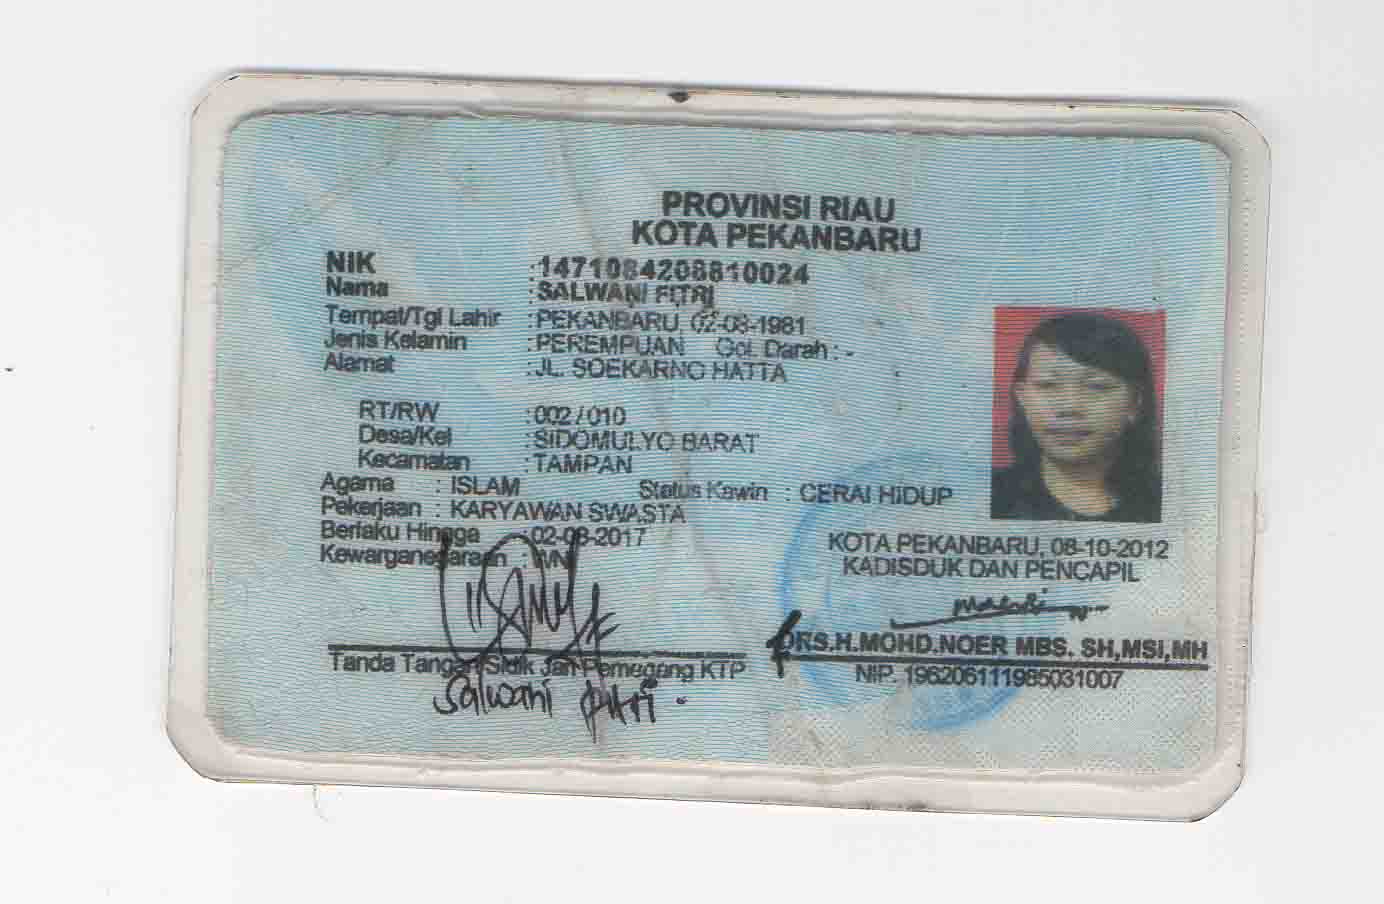 PROVINSI RIAU
KOTA PEKANBARU
NIK : 1471084208810024
Nama : SALWANI FITRI
Tempat/Tgl Lahir : PEKANBARU, 02-08-1981
Jenis Kelamin : PEREMPUAN Gol. Darah : -
Alamat : JL. SOEKARNO HATTA
RT/RW : 002 / 010
Desa/Kel : SIDOMULYO BARAT
Kecamatan : TAMPAN
Agama : ISLAM Status Kawin : CERAI HIDUP
Pekerjaan : KARYAWAN SWASTA
Berlaku Hingga : 02-08-2017
Kewarganegaraan : WNI
KOTA PEKANBARU, 08-10-2012
KADISDUK DAN PENCAPIL
DRS.H.MOHD.NOER MBS. SH,MSI,MH
NIP. 196206111985031007
Tanda Tangan/Sidik Jari Pemegang KTP
Salwani Fitri